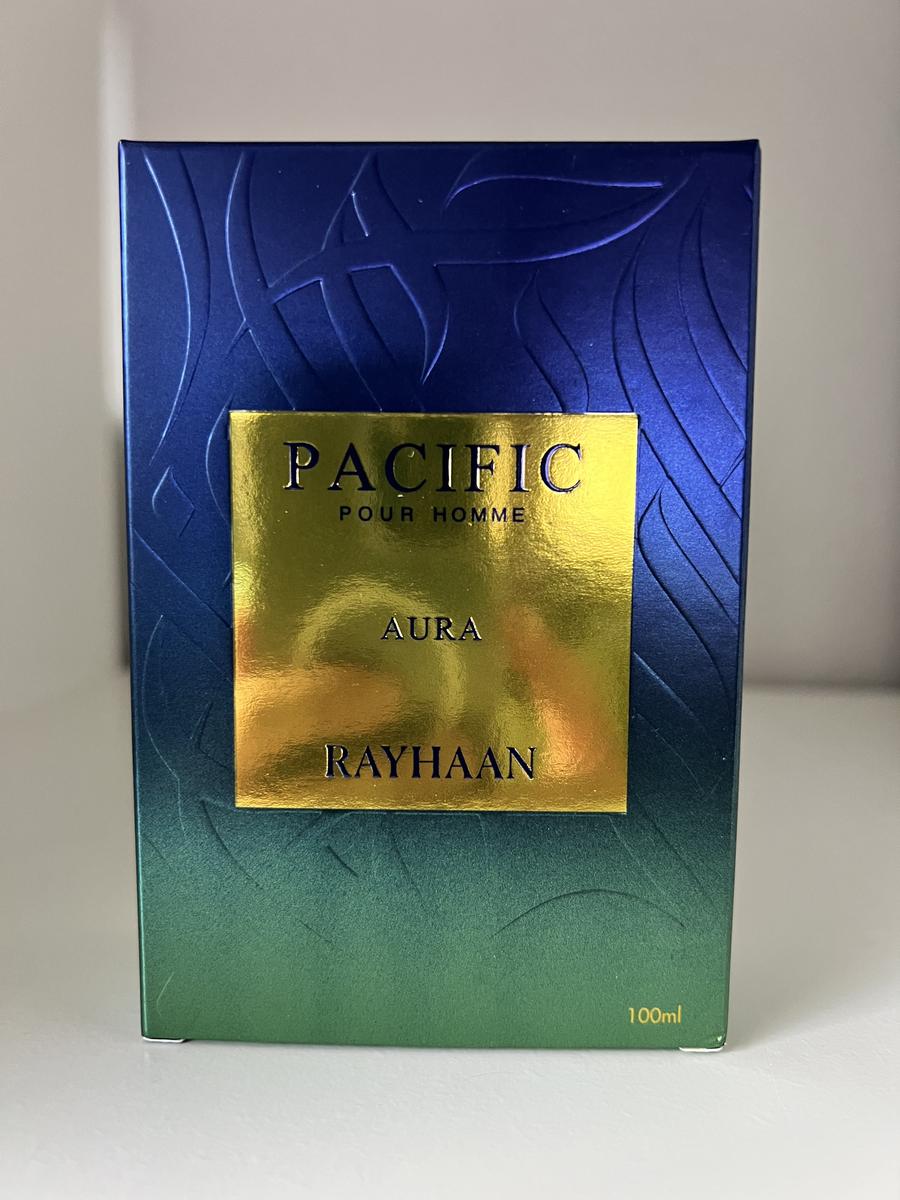 PACIFIC
POUR HOMME
AURA
RAYHAAN
100ml